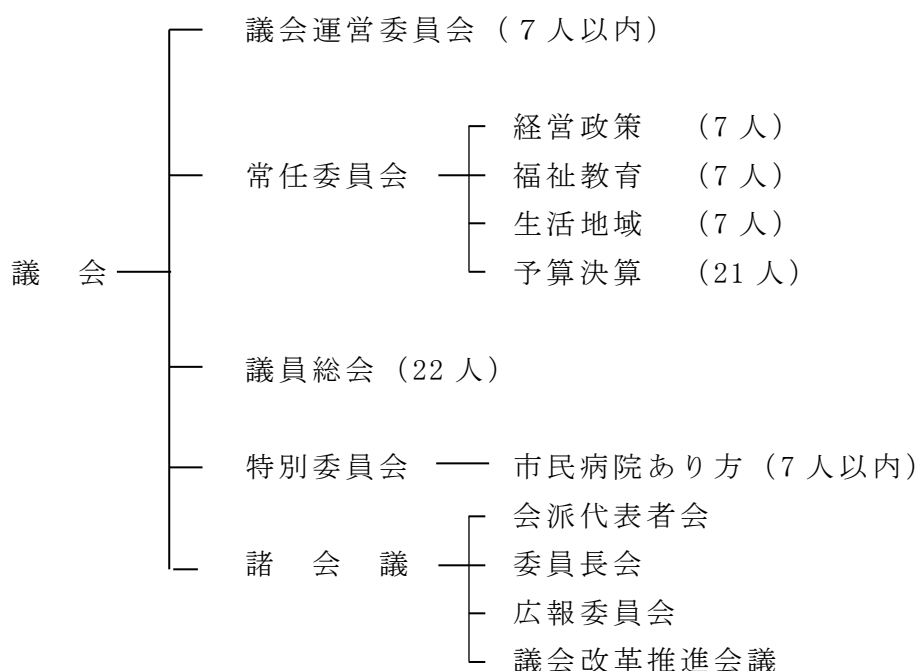 議会運営委員会（７人以内）
経営政策　（7 人）
常任委員会　福祉教育　（7 人）
生活地域　（7 人）
議　会　予算決算　（21 人）
議員総会（22 人）
特別委員会　市民病院あり方（7 人以内）
会派代表者会
諸　会　議　委員長会
広報委員会
議会改革推進会議